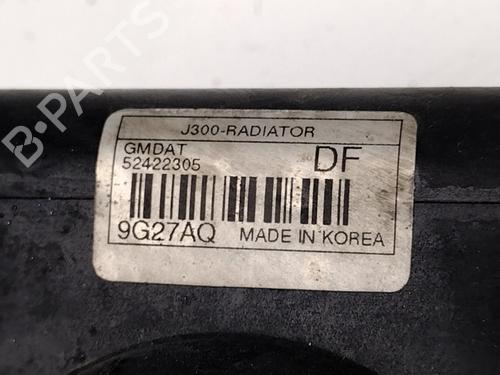 J300-RADIATOR
GMDAT
52422305
DF
9G27AQ MADE IN KOREA
B-PARTS